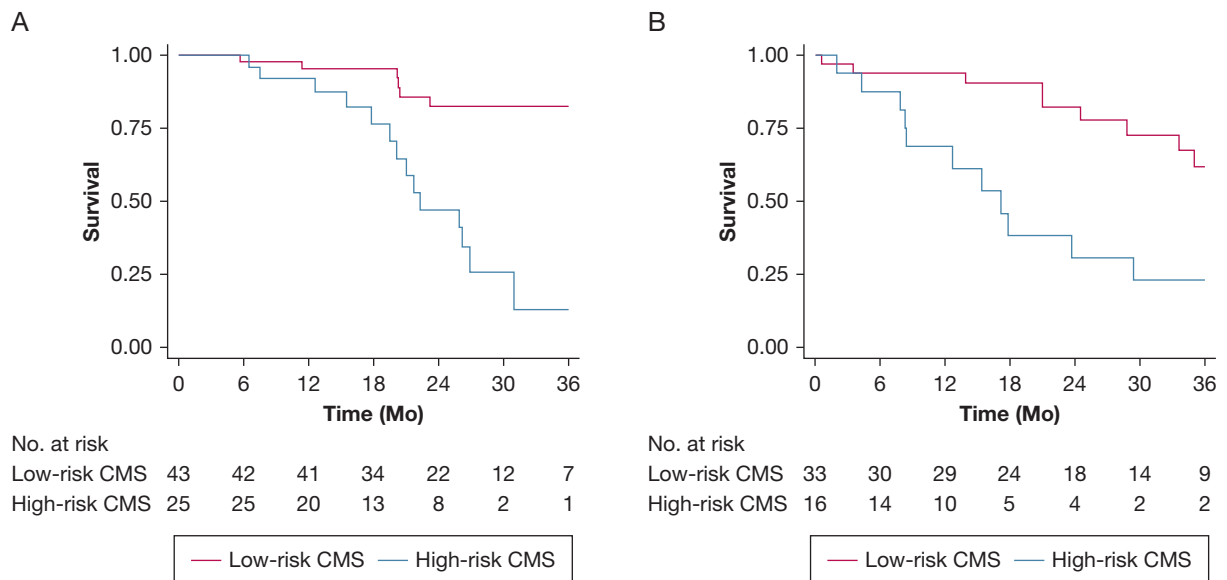 A
1.00
0.75
0.50
0.25
0.00
Survival
0 6 12 18 24 30 36
Time (Mo)
No. at risk
Low-risk CMS 43 42 41 34 22 12 7
High-risk CMS 25 25 20 13 8 2 1
Low-risk CMS High-risk CMS
B
1.00
0.75
0.50
0.25
0.00
Survival
0 6 12 18 24 30 36
Time (Mo)
No. at risk
Low-risk CMS 33 30 29 24 18 14 9
High-risk CMS 16 14 10 5 4 2 2
Low-risk CMS High-risk CMS